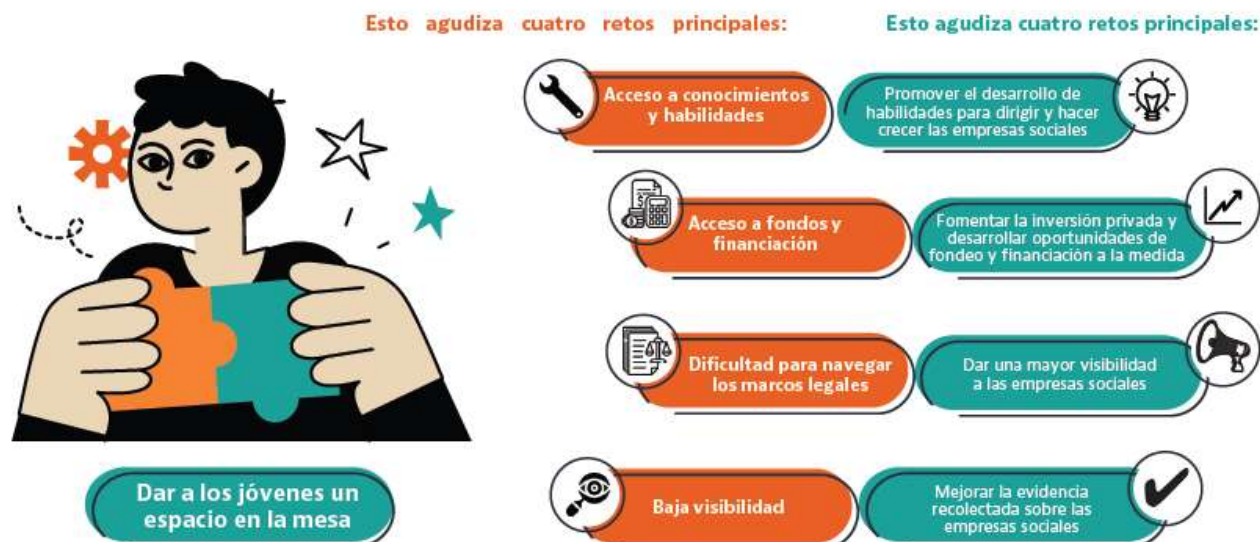 Esto agudiza cuatro retos principales:
Esto agudiza cuatro retos principales:
Acceso a conocimientos
y habilidades
Promover el desarrollo de
habilidades para dirigir y hacer
crecer las empresas sociales
Acceso a fondos y
financiación
Fomentar la inversión privada y
desarrollar oportunidades de
fondeo y financiación a la medida
Dificultad para navegar
los marcos legales
Dar una mayor visibilidad
a las empresas sociales
Baja visibilidad
Mejorar la evidencia
recolectada sobre las
empresas sociales
Dar a los jóvenes un
espacio en la mesa